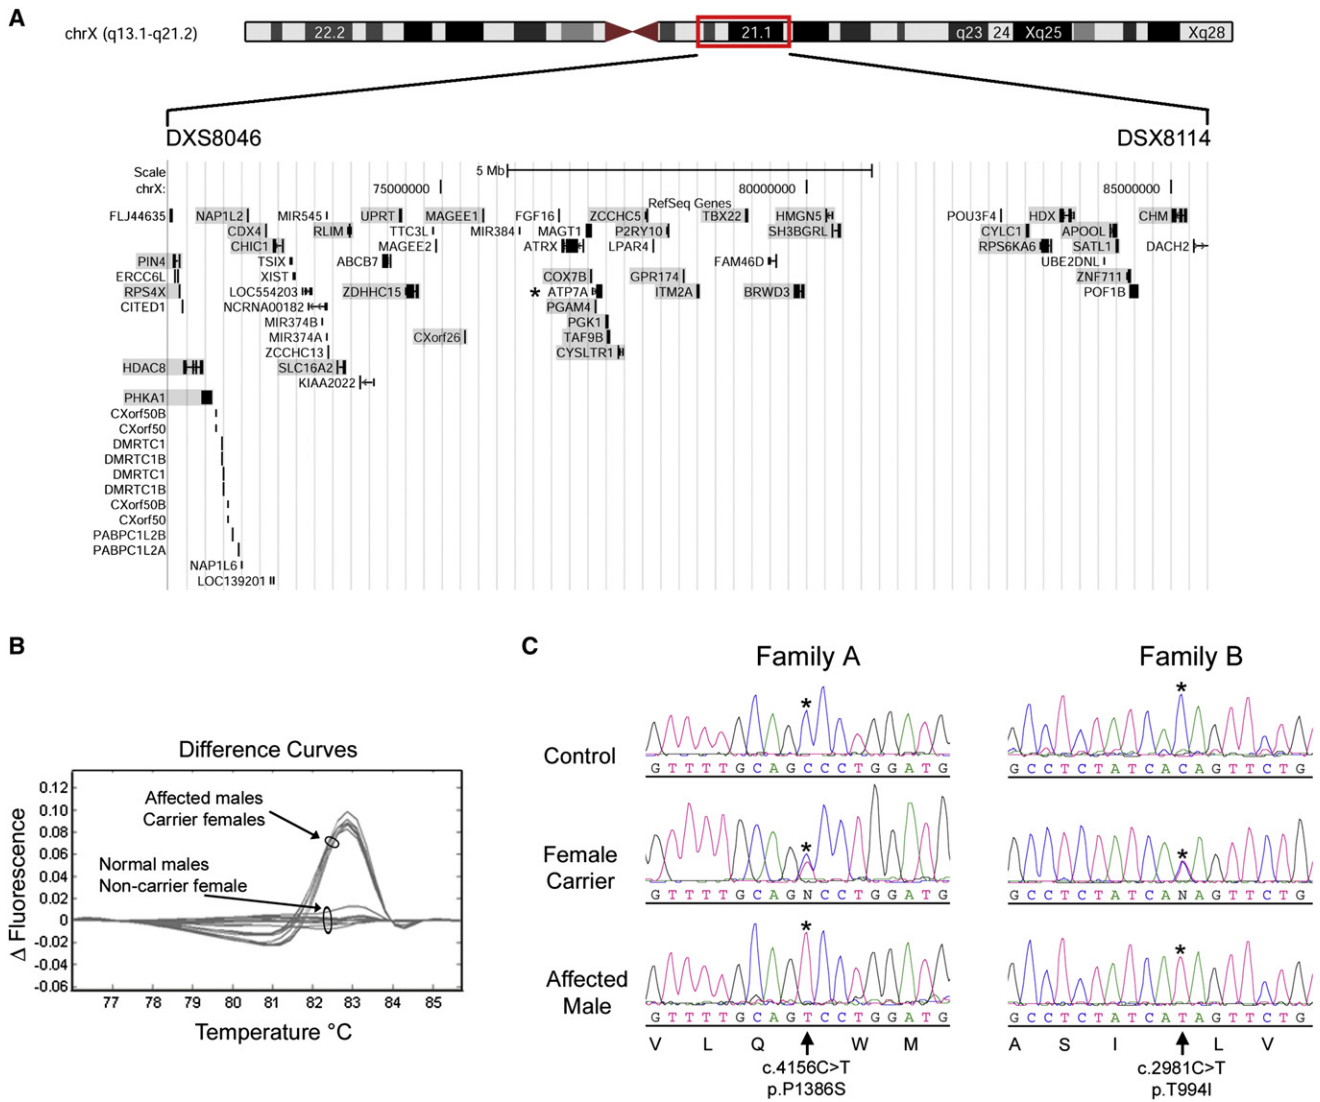 A
chrX (q13.1-q21.2)
22.2
21.1
q23
24
Xq25
Xq28
DXS8046
DSX8114
Scale
5 Mb
chrX:
75000000
80000000
85000000
RefSeq Genes
FLJ44635
NAP1L2
MIR545
UPRT
MAGEE1
FGF16
ZCCHC5
TBX22
HMGN5
POU3F4
HDX
CHM
CDX4
RLIM
TTC3L
MIR384
MAGT1
P2RY10
SH3BGRL
CYLC1
APOOL
CHIC1
MAGEE2
ATRX
LPAR4
RPS6KA6
SATL1
DACH2
PIN4
TSIX
ABCB7
FAM46D
UBE2DNL
ERCC6L
XIST
COX7B
GPR174
ZNF711
RPS4X
LOC554203
ZDHHC15
* ATP7A
ITM2A
BRWD3
POF1B
CITED1
NCRNA00182
PGAM4
MIR374B
PGK1
MIR374A
CXorf26
TAF9B
ZCCHC13
CYSLTR1
HDAC8
SLC16A2
KIAA2022
PHKA1
CXorf50B
CXorf50
DMRTC1
DMRTC1B
DMRTC1
DMRTC1B
CXorf50B
CXorf50
PABPC1L2B
PABPC1L2A
NAP1L6
LOC139201
B
Difference Curves
Δ Fluorescence
0.12
0.10
0.08
0.06
0.04
0.02
0
-0.02
-0.04
-0.06
Affected males
Carrier females
Normal males
Non-carrier female
77 78 79 80 81 82 83 84 85
Temperature °C
C
Family A
Family B
Control
*
G T T T T G C A G C C C T G G A T G
*
G C C T C T A T C A C A G T T C T G
Female
Carrier
*
G T T T T G C A G N C C T G G A T G
*
G C C T C T A T C A N A G T T C T G
Affected
Male
*
G T T T T G C A G T C C T G G A T G
*
G C C T C T A T C A T A G T T C T G
V L Q W M
A S I L V
c.4156C>T
p.P1386S
c.2981C>T
p.T994I